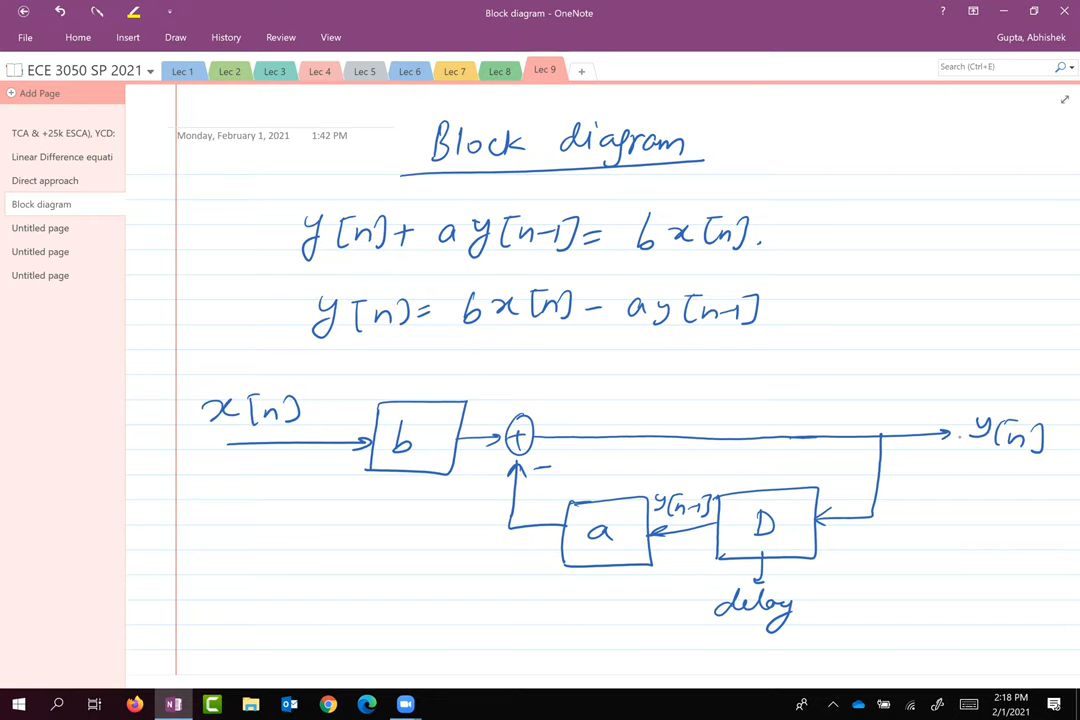 Block diagram - OneNote
?
File Home Insert Draw History Review View
Gupta, Abhishek
ECE 3050 SP 2021
Lec 1 Lec 2 Lec 3 Lec 4 Lec 5 Lec 6 Lec 7 Lec 8 Lec 9 +
Search (Ctrl+E)
Add Page
TCA & +25k ESCA), YCD:
Linear Difference equati
Direct approach
Block diagram
Untitled page
Untitled page
Untitled page
Monday, February 1, 2021 1:42 PM
Block diagram
y[n]+ a y[n-1]= b x[n].
y[n]= b x[n] - a y[n-1]
x[n]
b
+
y[n]
-
a
y[n-1]
D
delay
2:18 PM
2/1/2021